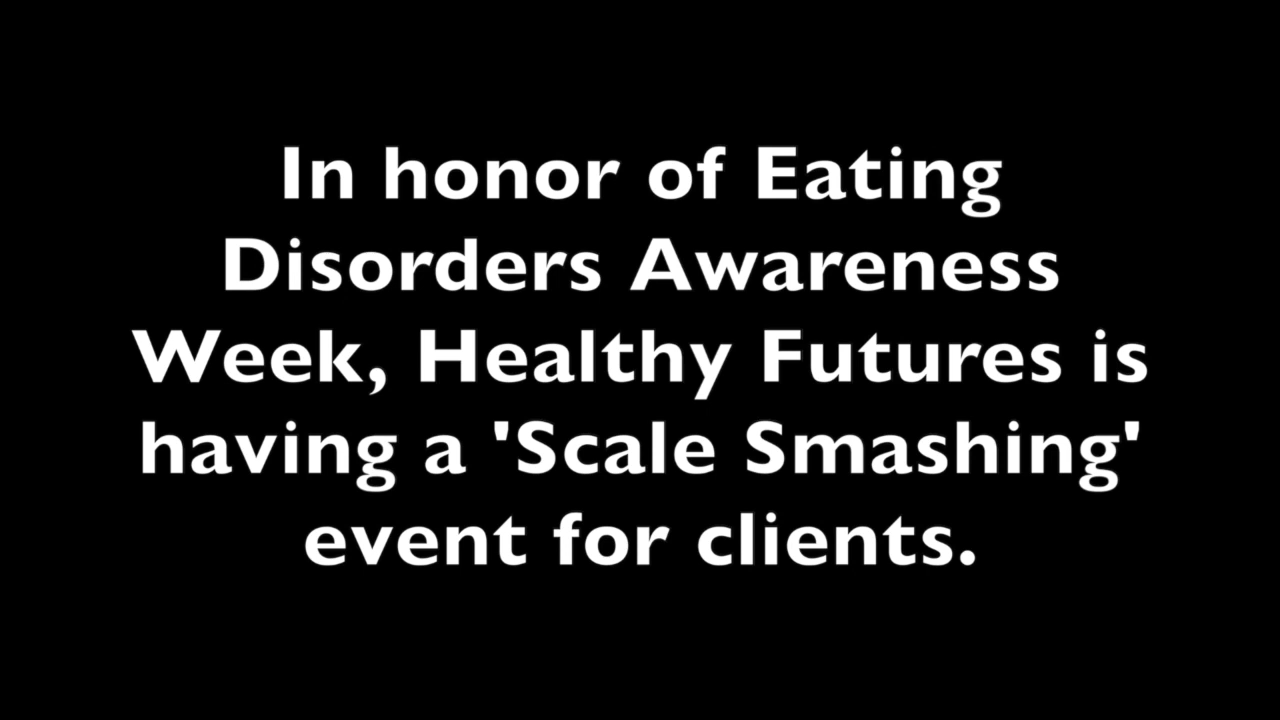 In honor of Eating
Disorders Awareness
Week, Healthy Futures is
having a 'Scale Smashing'
event for clients.